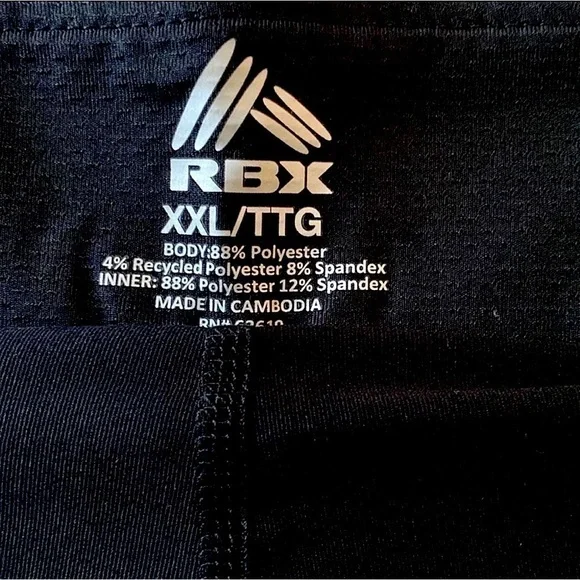 RBX
XXL/TTG
BODY:88% Polyester
4% Recycled Polyester 8% Spandex
INNER: 88% Polyester 12% Spandex
MADE IN CAMBODIA
RN#